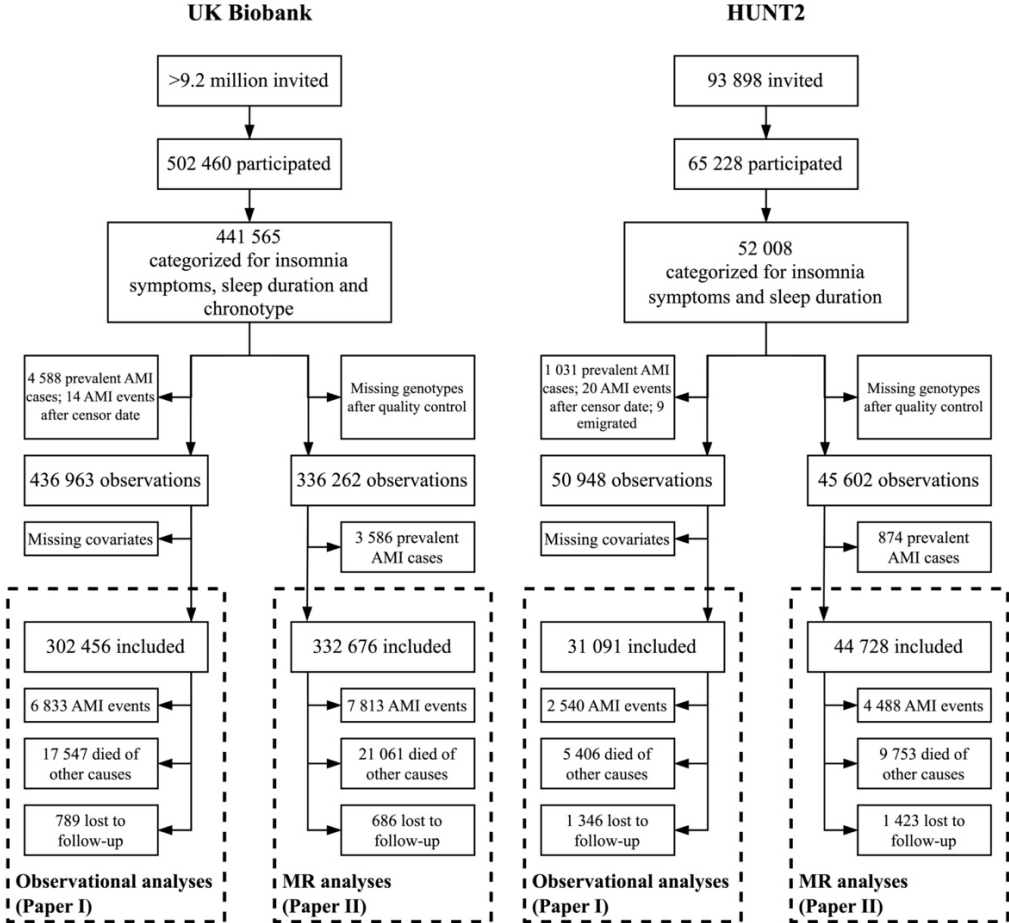 UK Biobank
>9.2 million invited
502 460 participated
441 565
categorized for insomnia
symptoms, sleep duration and
chronotype
4 588 prevalent AMI
cases; 14 AMI events
after censor date
Missing genotypes
after quality control
436 963 observations
336 262 observations
Missing covariates
3 586 prevalent
AMI cases
302 456 included
332 676 included
6 833 AMI events
7 813 AMI events
17 547 died of
other causes
21 061 died of
other causes
789 lost to
follow-up
686 lost to
follow-up
Observational analyses
(Paper I)
MR analyses
(Paper II)
HUNT2
93 898 invited
65 228 participated
52 008
categorized for insomnia
symptoms and sleep duration
1 031 prevalent AMI
cases; 20 AMI events
after censor date; 9
emigrated
Missing genotypes
after quality control
50 948 observations
45 602 observations
Missing covariates
874 prevalent
AMI cases
31 091 included
44 728 included
2 540 AMI events
4 488 AMI events
5 406 died of
other causes
9 753 died of
other causes
1 346 lost to
follow-up
1 423 lost to
follow-up
Observational analyses
(Paper I)
MR analyses
(Paper II)